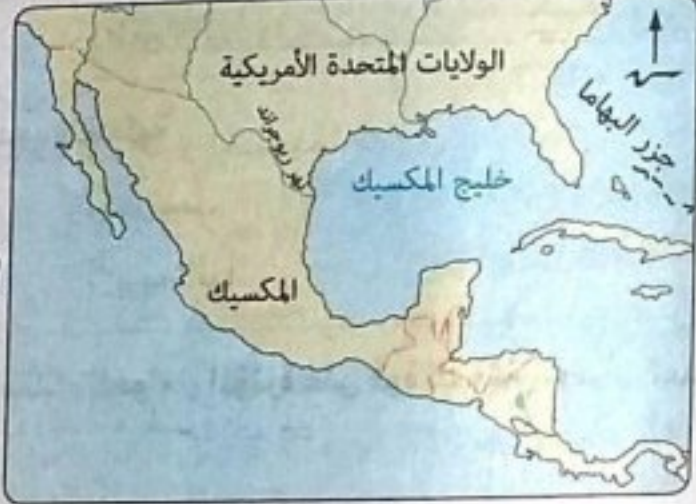 الولايات المتحدة الأمريكية
ش
جزر البهاما
نهر ريوجراند
خليج المكسيك
المكسيك